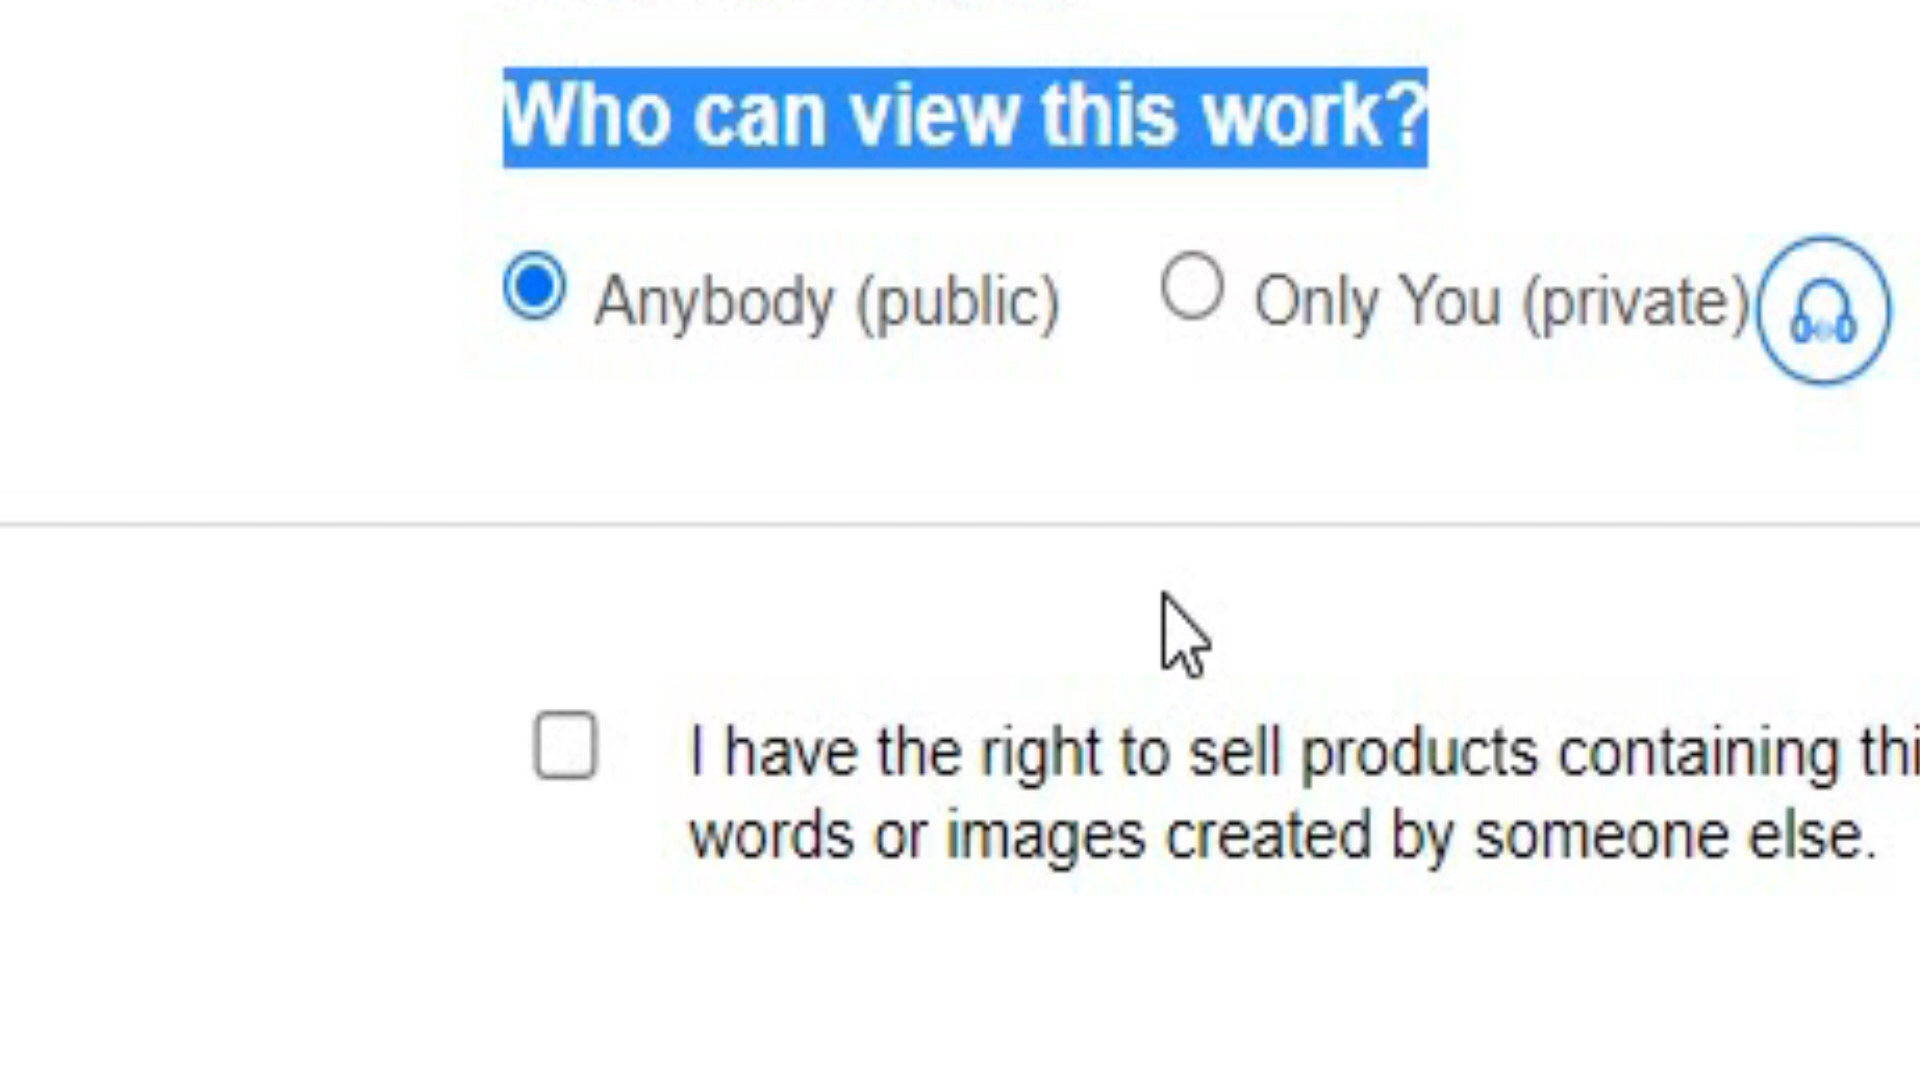 Who can view this work?
Anybody (public) Only You (private)
I have the right to sell products containing
words or images created by someone else.